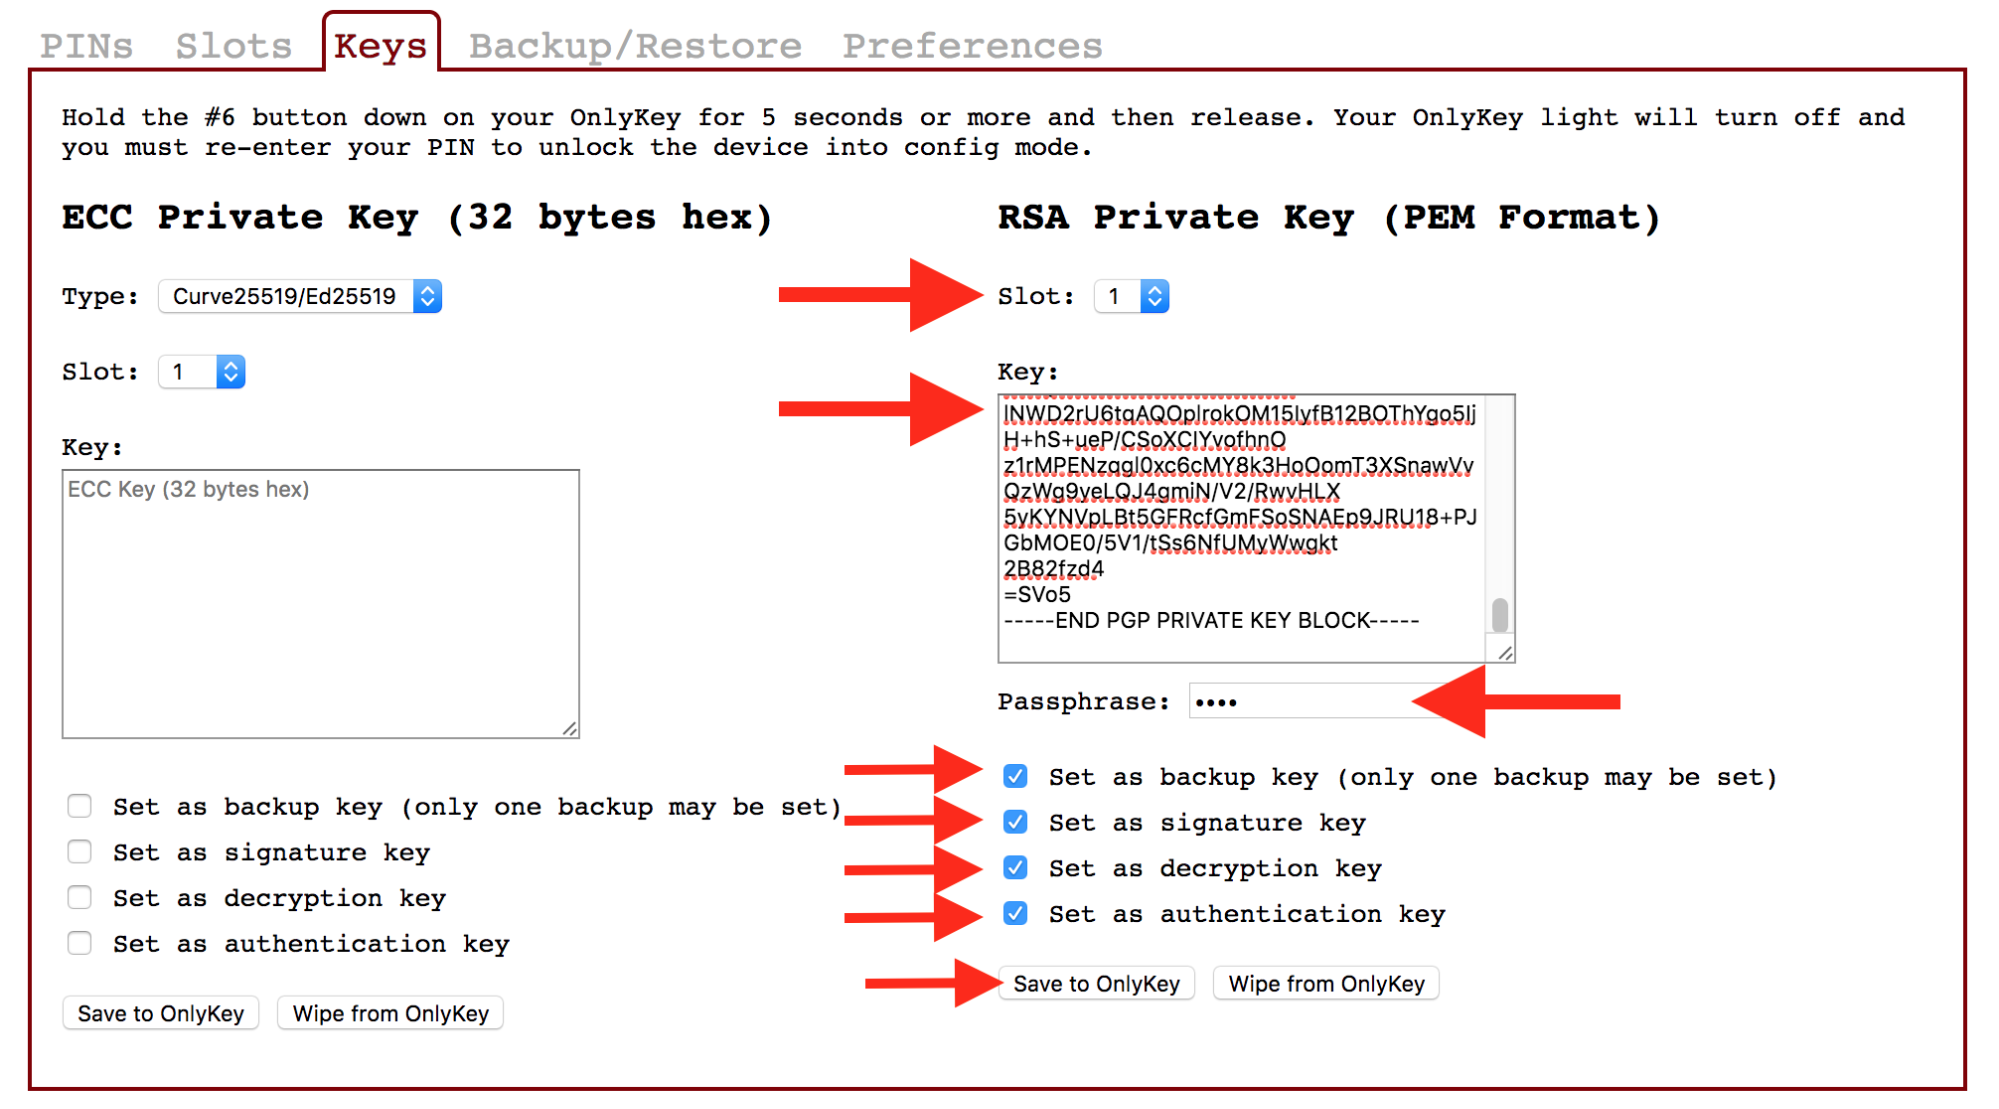 PINs Slots Keys Backup/Restore Preferences
Hold the #6 button down on your OnlyKey for 5 seconds or more and then release. Your OnlyKey light will turn off and
you must re-enter your PIN to unlock the device into config mode.
ECC Private Key (32 bytes hex)
Type: Curve25519/Ed25519
Slot: 1
Key:
ECC Key (32 bytes hex)
Set as backup key (only one backup may be set)
Set as signature key
Set as decryption key
Set as authentication key
Save to OnlyKey Wipe from OnlyKey
RSA Private Key (PEM Format)
Slot: 1
Key:
H+hS+ueP/CSoXClYvofhnO
QzWg9yeLQJ4gmiN/V2/RwvHLX
5yKYNVpLBt5GFRcfGmFSoSNAEp9JRU18+PJ
GbMOE0/5V1/tSs6NfUMyWwgkt
2B82fzd4
=SVo5
-----END PGP PRIVATE KEY BLOCK-----
Passphrase: ••••
Set as backup key (only one backup may be set)
Set as signature key
Set as decryption key
Set as authentication key
Save to OnlyKey Wipe from OnlyKey